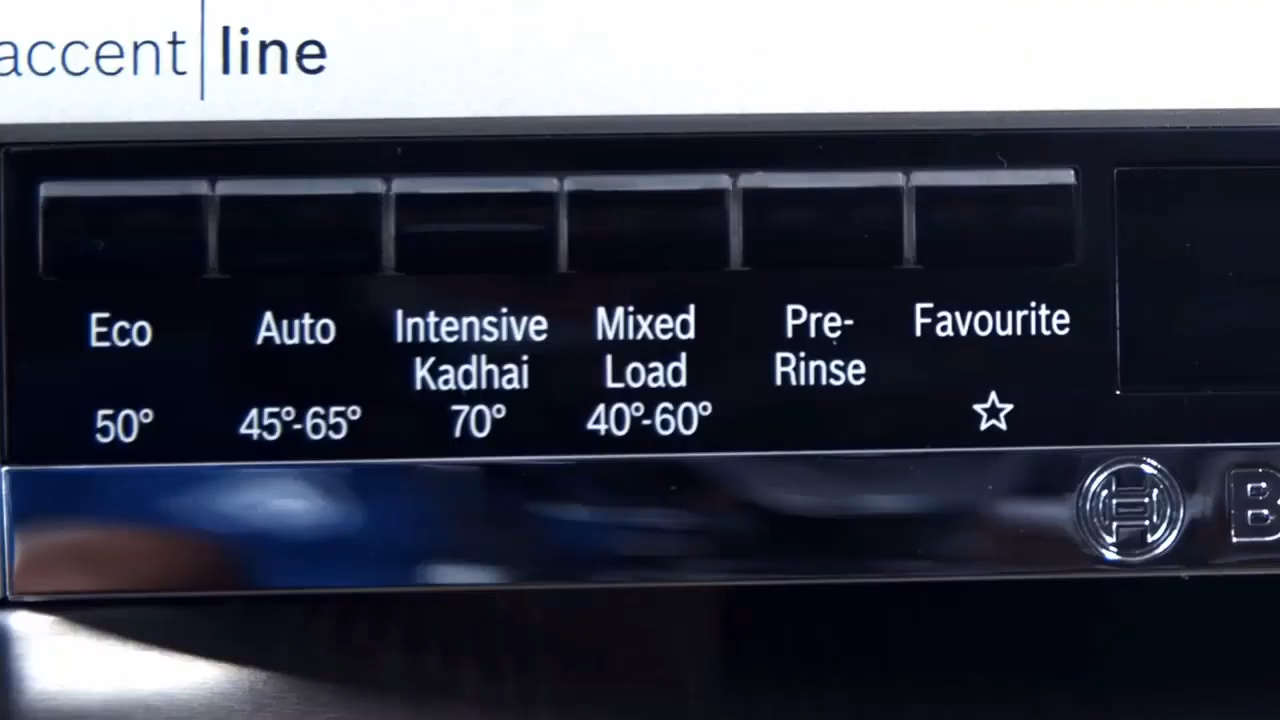 accent line
Eco Auto Intensive Kadhai Mixed Load Pre-Rinse Favourite
50° 45°-65° 70° 40°-60°
B